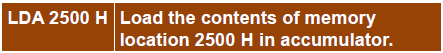 LDA 2500 H Load the contents of memory
location 2500 H in accumulator.